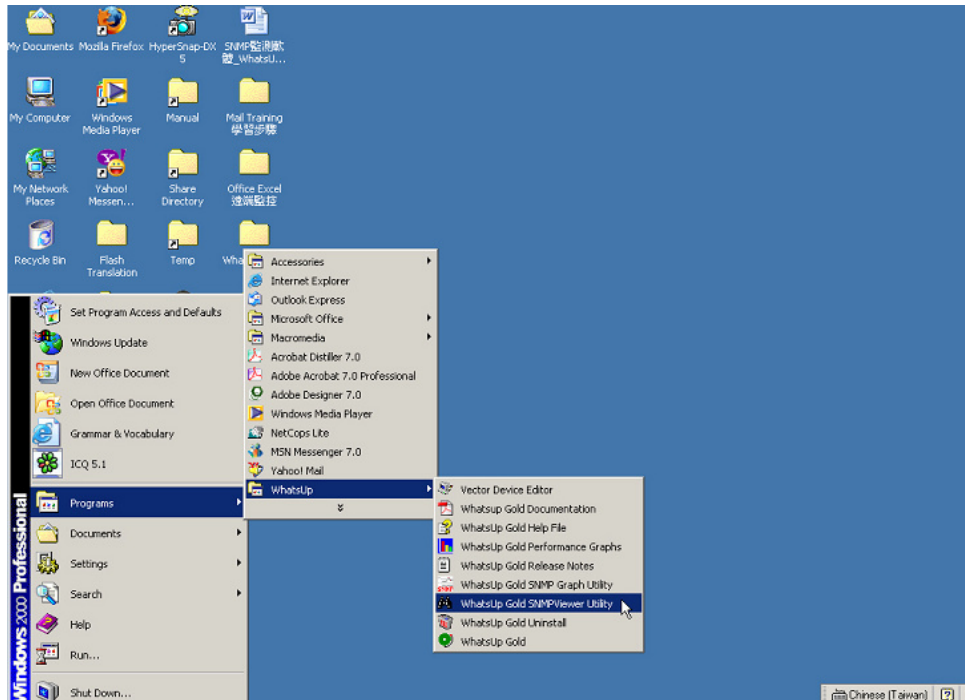 My Documents
Mozilla Firefox
HyperSnap-DX
5
SNMP監測軟
體_WhatsU...
My Computer
Windows
Media Player
Manual
Mail Training
學習步驟
My Network
Places
Yahoo!
Messen...
Share
Directory
Office Excel
遠端監控
Recycle Bin
Flash
Translation
Temp
Wha
Set Program Access and Defaults
Windows Update
New Office Document
Open Office Document
Grammar & Vocabulary
ICQ 5.1
Programs
Documents
Settings
Search
Help
Run...
Shut Down...
Windows 2000 Professional
Accessories
Internet Explorer
Outlook Express
Microsoft Office
Macromedia
Acrobat Distiller 7.0
Adobe Acrobat 7.0 Professional
Adobe Designer 7.0
Windows Media Player
NetCops Lite
MSN Messenger 7.0
Yahoo! Mail
WhatsUp
Vector Device Editor
Whatsup Gold Documentation
WhatsUp Gold Help File
WhatsUp Gold Performance Graphs
WhatsUp Gold Release Notes
WhatsUp Gold SNMP Graph Utility
WhatsUp Gold SNMPViewer Utility
WhatsUp Gold Uninstall
WhatsUp Gold
Chinese (Taiwan)